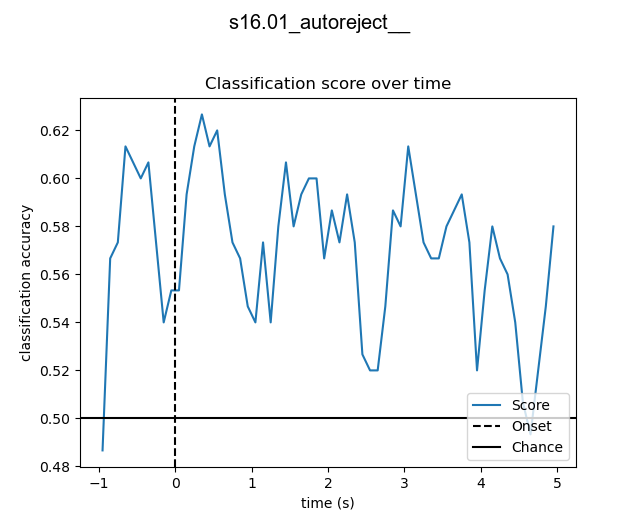 s16.01_autoreject__
Classification score over time
classification accuracy
0.62
0.60
0.58
0.56
0.54
0.52
0.50
0.48
Score
Onset
Chance
−1
0
1
2
3
4
5
time (s)